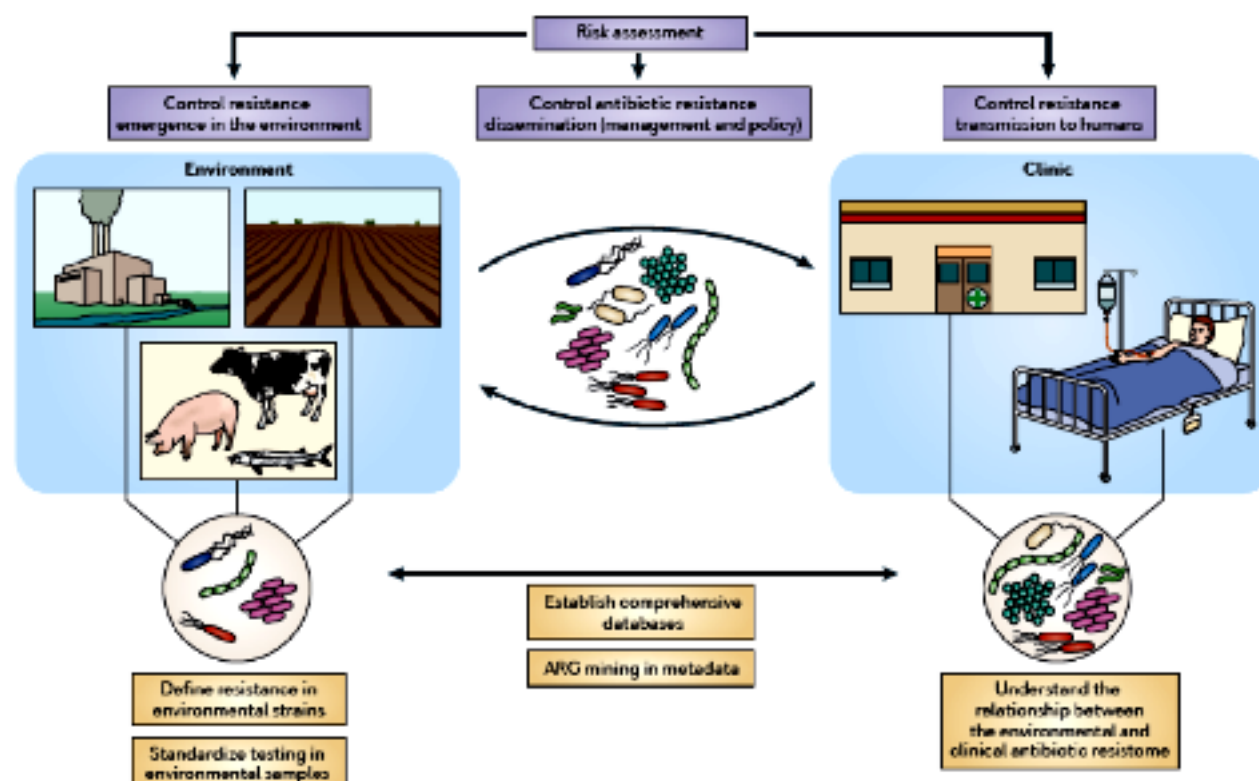 Risk assessment
Control resistance
emergence in the environment
Control antibiotic resistance
dissemination (management and policy)
Control resistance
transmission to humans
Environment
Clinic
Establish comprehensive
databases
ARG mining in metadata
Define resistance in
environmental strains
Standardize testing in
environmental samples
Understand the
relationship between
the environmental and
clinical antibiotic resistome